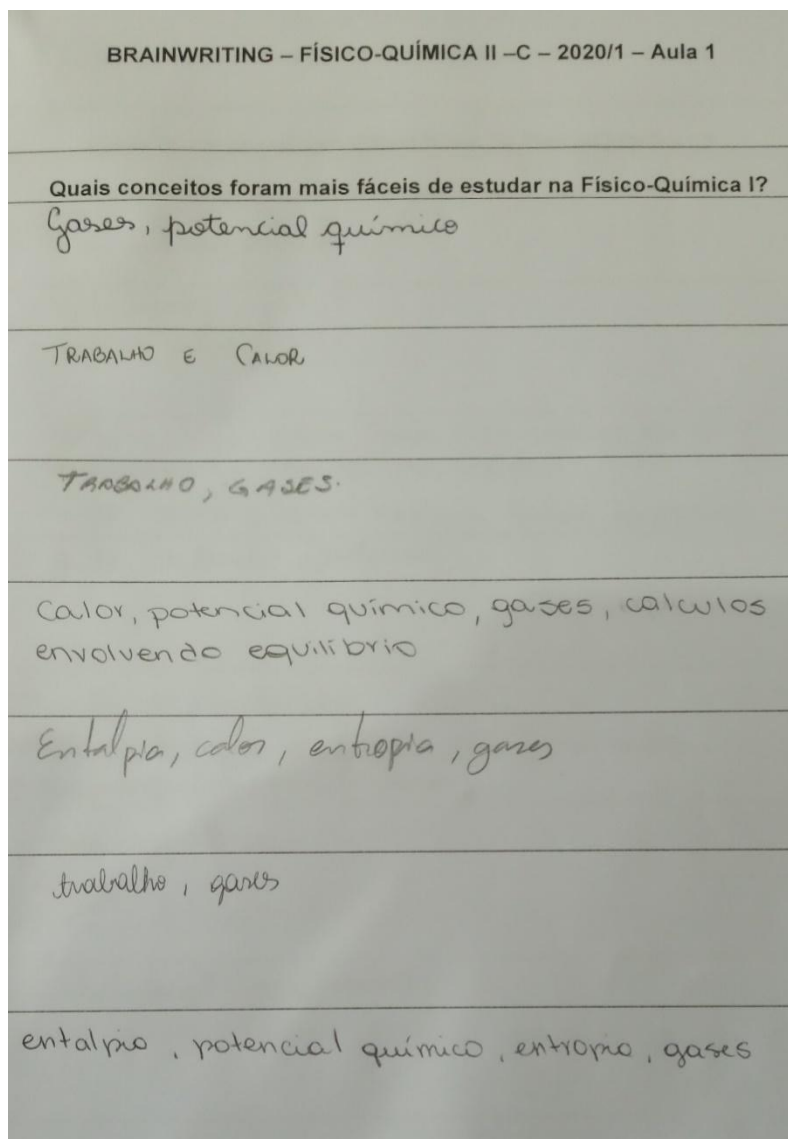 BRAINWRITING – FÍSICO-QUÍMICA II –C – 2020/1 – Aula 1
Quais conceitos foram mais fáceis de estudar na Físico-Química I?
Gases, potencial químico
TRABALHO E CALOR
TRABALHO, GASES.
Calor, potencial químico, gases, calculos
envolvendo equilíbrio
Entalpia, calor, entropia, gases
trabalho, gases
entalpia, potencial químico, entropia, gases